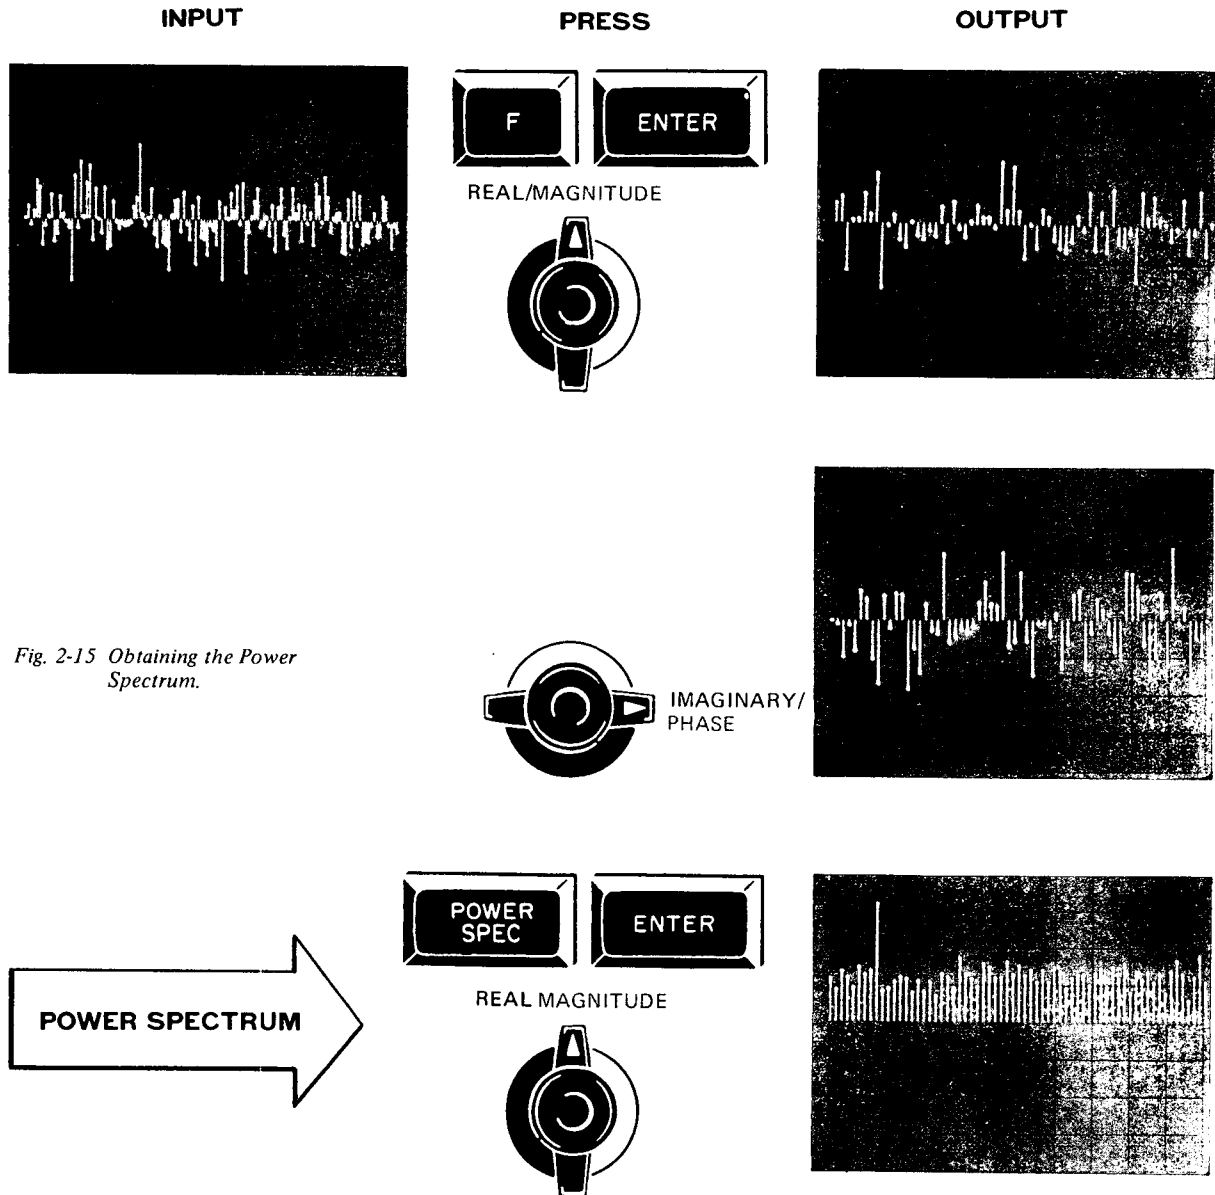 INPUT
PRESS
OUTPUT
F
ENTER
REAL/MAGNITUDE
Fig. 2-15 Obtaining the Power
Spectrum.
IMAGINARY/
PHASE
POWER
SPEC
ENTER
REAL MAGNITUDE
POWER SPECTRUM